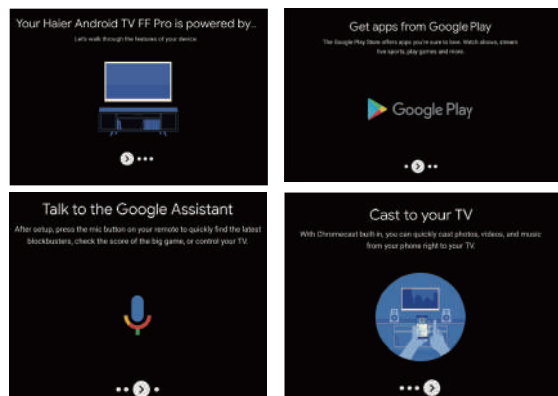 Your Haier Android TV FF Pro is powered by..
Let's walk through the features of your device.
Get apps from Google Play
The Google Play Store offers apps you're sure to love. Watch shows, stream
live sports, play games and more.
Google Play
Talk to the Google Assistant
After setup, press the mic button on your remote to quickly find the latest
blockbusters, check the score of the big game, or control your TV.
Cast to your TV
With Chromecast built-in, you can quickly cast photos, videos, and music
from your phone right to your TV.